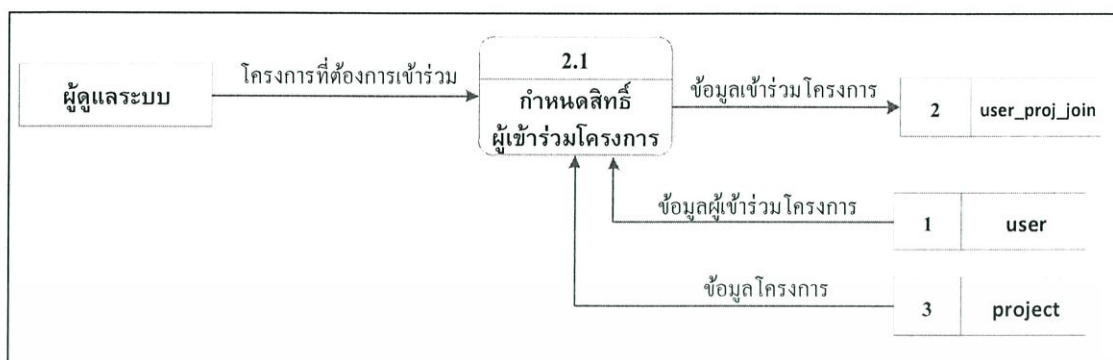 2.1
โครงการที่ต้องการเข้าร่วม
ผู้ดูแลระบบ
กำหนดสิทธิ์
ผู้เข้าร่วมโครงการ
ข้อมูลเข้าร่วมโครงการ
2 user_proj_join
ข้อมูลผู้เข้าร่วมโครงการ
1 user
ข้อมูลโครงการ
3 project